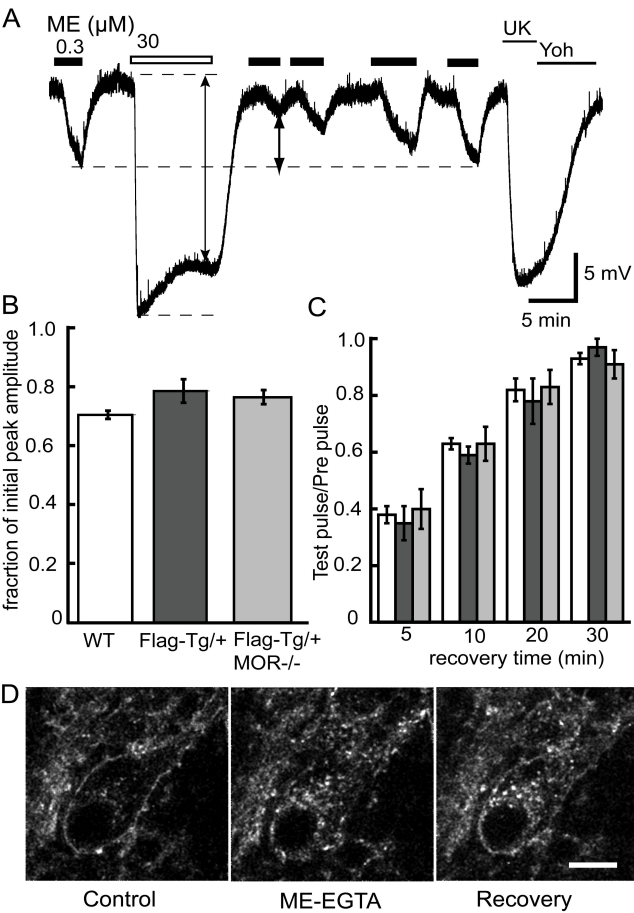 A
ME (µM)
0.3
30
UK
Yoh
5 mV
5 min
B
fracrtion of initial peak amplitude
1.0
0.8
0.6
0.4
0.2
0
WT
Flag-Tg/+
Flag-Tg/+
MOR-/-
C
Test pulse/Pre pulse
1.0
0.8
0.6
0.4
0.2
0
5
10
20
30
recovery time (min)
D
Control
ME-EGTA
Recovery